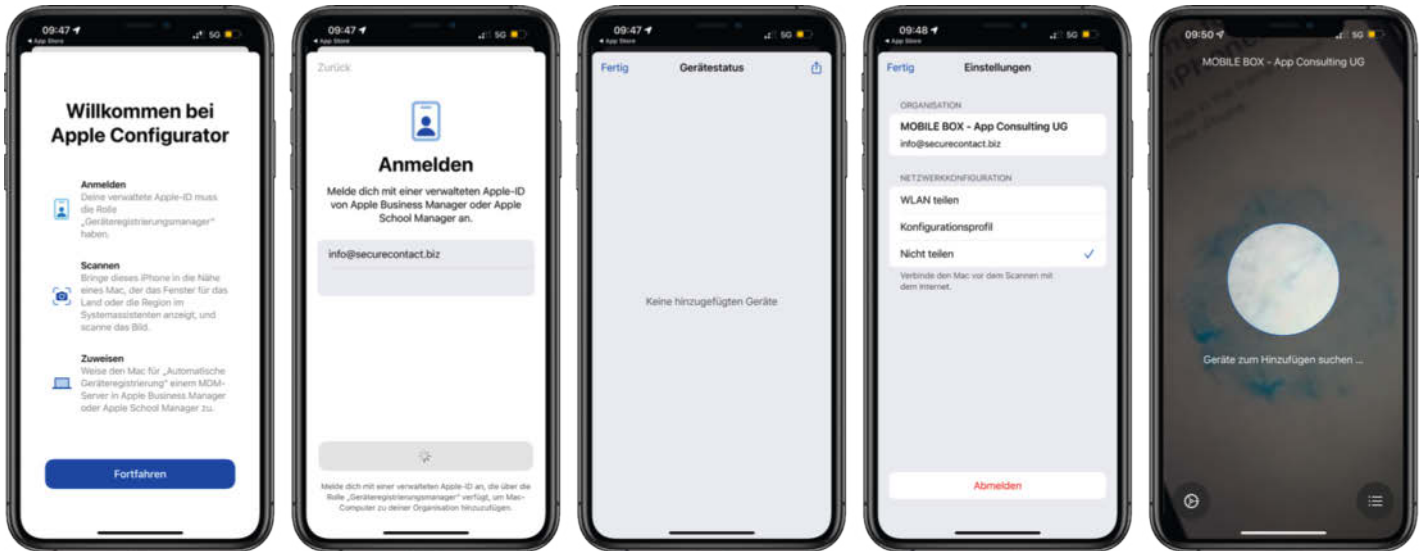 09:47
5G
◀ App Store
Willkommen bei
Apple Configurator
Anmelden
Deine verwaltete Apple-ID muss
die Rolle
„Geräteregistrierungsmanager“
haben.
Scannen
Bringe dieses iPhone in die Nähe
eines Mac, der das Fenster für das
Land oder die Region im
Systemassistenten anzeigt, und
scanne das Bild.
Zuweisen
Weise den Mac für „Automatische
Geräteregistrierung“ einem MDM-
Server in Apple Business Manager
oder Apple School Manager zu.
Fortfahren
09:47
5G
◀ App Store
Zurück
Anmelden
Melde dich mit einer verwalteten Apple-ID
von Apple Business Manager oder Apple
School Manager an.
info@securecontact.biz
Melde dich mit einer verwalteten Apple-ID an, die über die
Rolle „Geräteregistrierungsmanager“ verfügt, um Mac-
Computer zu deiner Organisation hinzuzufügen.
09:47
5G
◀ App Store
Fertig
Gerätestatus
Keine hinzugefügten Geräte
09:48
5G
◀ App Store
Fertig
Einstellungen
ORGANISATION
MOBILE BOX - App Consulting UG
info@securecontact.biz
NETZWERKKONFIGURATION
WLAN teilen
Konfigurationsprofil
Nicht teilen
Verbinde den Mac vor dem Scannen mit
dem Internet.
Abmelden
09:50
5G
◀ App Store
MOBILE BOX - App Consulting UG
Geräte zum Hinzufügen suchen ...